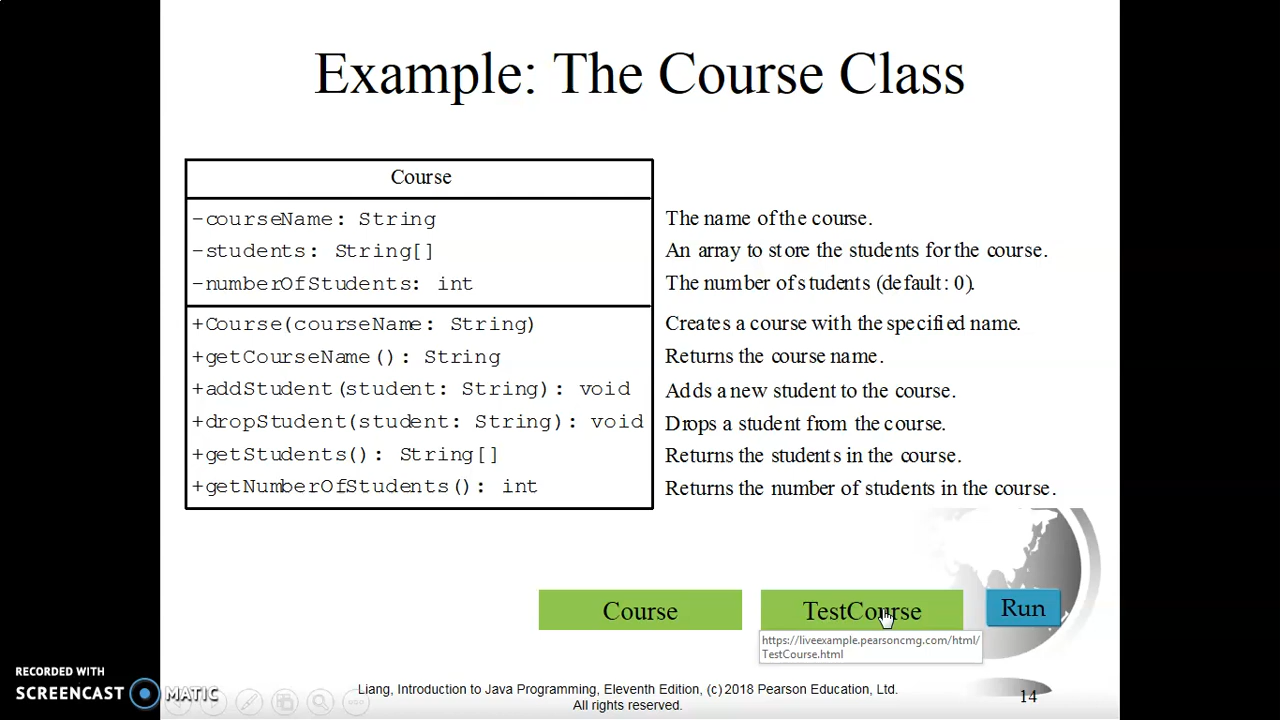 Example: The Course Class
Course
-courseName: String
The name of the course.
-students: String[]
An array to store the students for the course.
-numberOfStudents: int
The number of students (default: 0).
+Course(courseName: String)
Creates a course with the specified name.
+getCourseName(): String
Returns the course name.
+addStudent(student: String): void
Adds a new student to the course.
+dropStudent(student: String): void
Drops a student from the course.
+getStudents(): String[]
Returns the students in the course.
+getNumberOfStudents(): int
Returns the number of students in the course.
Course
TestCourse
Run
https://liveexample.pearsoncmg.com/html/
TestCourse.html
RECORDED WITH
SCREENCAST MATIC
Liang, Introduction to Java Programming, Eleventh Edition, (c) 2018 Pearson Education, Ltd.
All rights reserved.
14